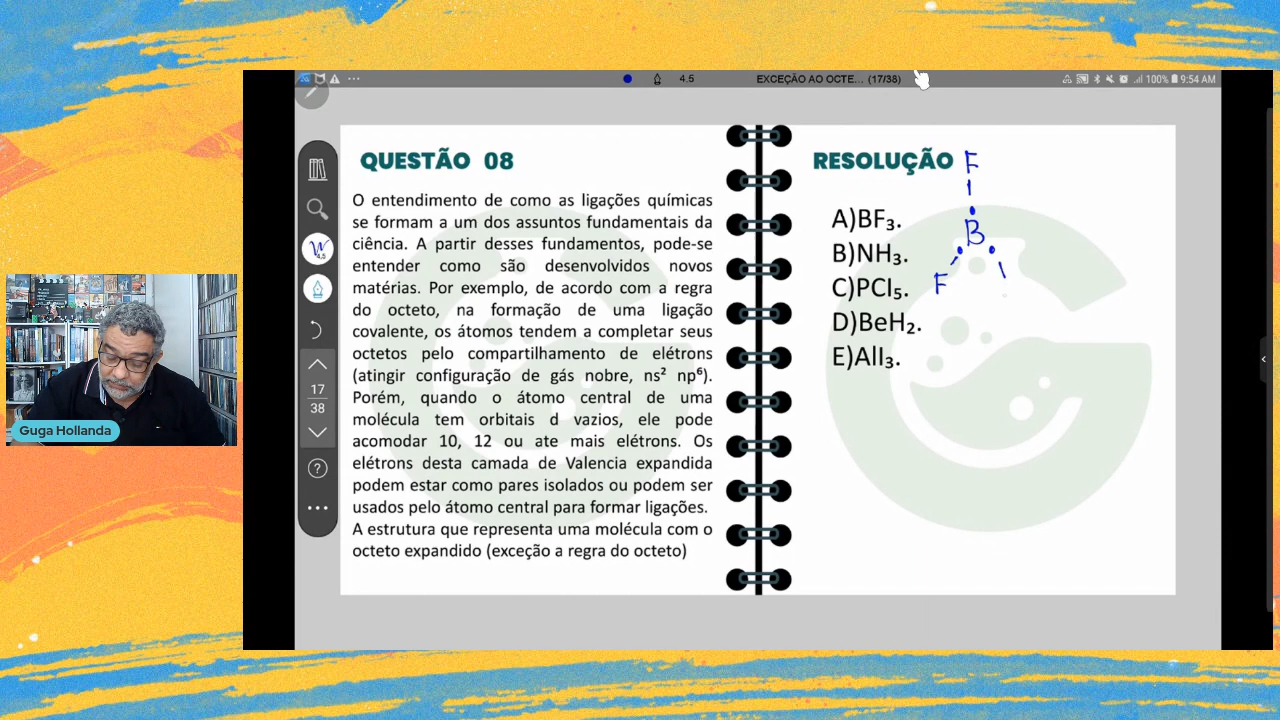 4.5
EXCEÇÃO AO OCTE... (17/38)
100%
9:54 AM
4,5
17
38
QUESTÃO 08
O entendimento de como as ligações químicas
se formam a um dos assuntos fundamentais da
ciência. A partir desses fundamentos, pode-se
entender como são desenvolvidos novos
matérias. Por exemplo, de acordo com a regra
do octeto, na formação de uma ligação
covalente, os átomos tendem a completar seus
octetos pelo compartilhamento de elétrons
(atingir configuração de gás nobre, ns² np⁶).
Porém, quando o átomo central de uma
molécula tem orbitais d vazios, ele pode
acomodar 10, 12 ou ate mais elétrons. Os
elétrons desta camada de Valencia expandida
podem estar como pares isolados ou podem ser
usados pelo átomo central para formar ligações.
A estrutura que representa uma molécula com o
octeto expandido (exceção a regra do octeto)
RESOLUÇÃO
A)BF₃.
B)NH₃.
C)PCI₅.
D)BeH₂.
E)AlI₃.
F
B
F
Guga Hollanda